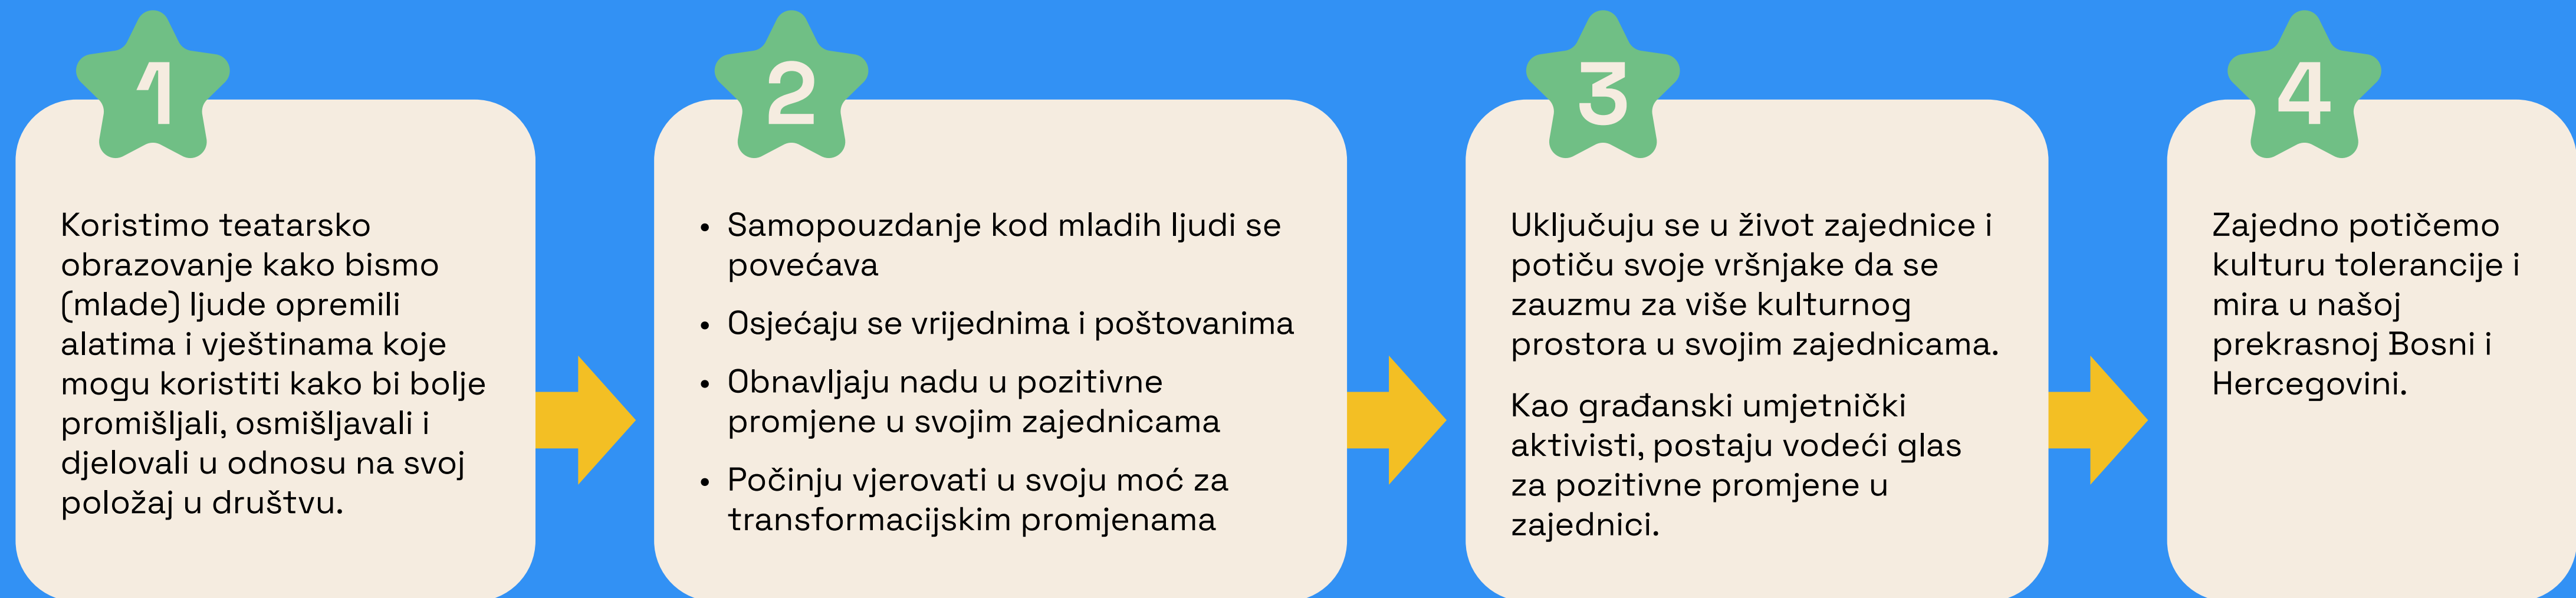 1
Koristimo teatarsko
obrazovanje kako bismo
(mlade) ljude opremili
alatima i vještinama koje
mogu koristiti kako bi bolje
promišljali, osmišljavali i
djelovali u odnosu na svoj
položaj u društvu.
2
• Samopouzdanje kod mladih ljudi se
povećava
• Osjećaju se vrijednima i poštovanima
• Obnavljaju nadu u pozitivne
promjene u svojim zajednicama
• Počinju vjerovati u svoju moć za
transformacijskim promjenama
3
Uključuju se u život zajednice i
potiču svoje vršnjake da se
zauzmu za više kulturnog
prostora u svojim zajednicama.
Kao građanski umjetnički
aktivisti, postaju vodeći glas
za pozitivne promjene u
zajednici.
4
Zajedno potičemo
kulturu tolerancije i
mira u našoj
prekrasnoj Bosni i
Hercegovini.